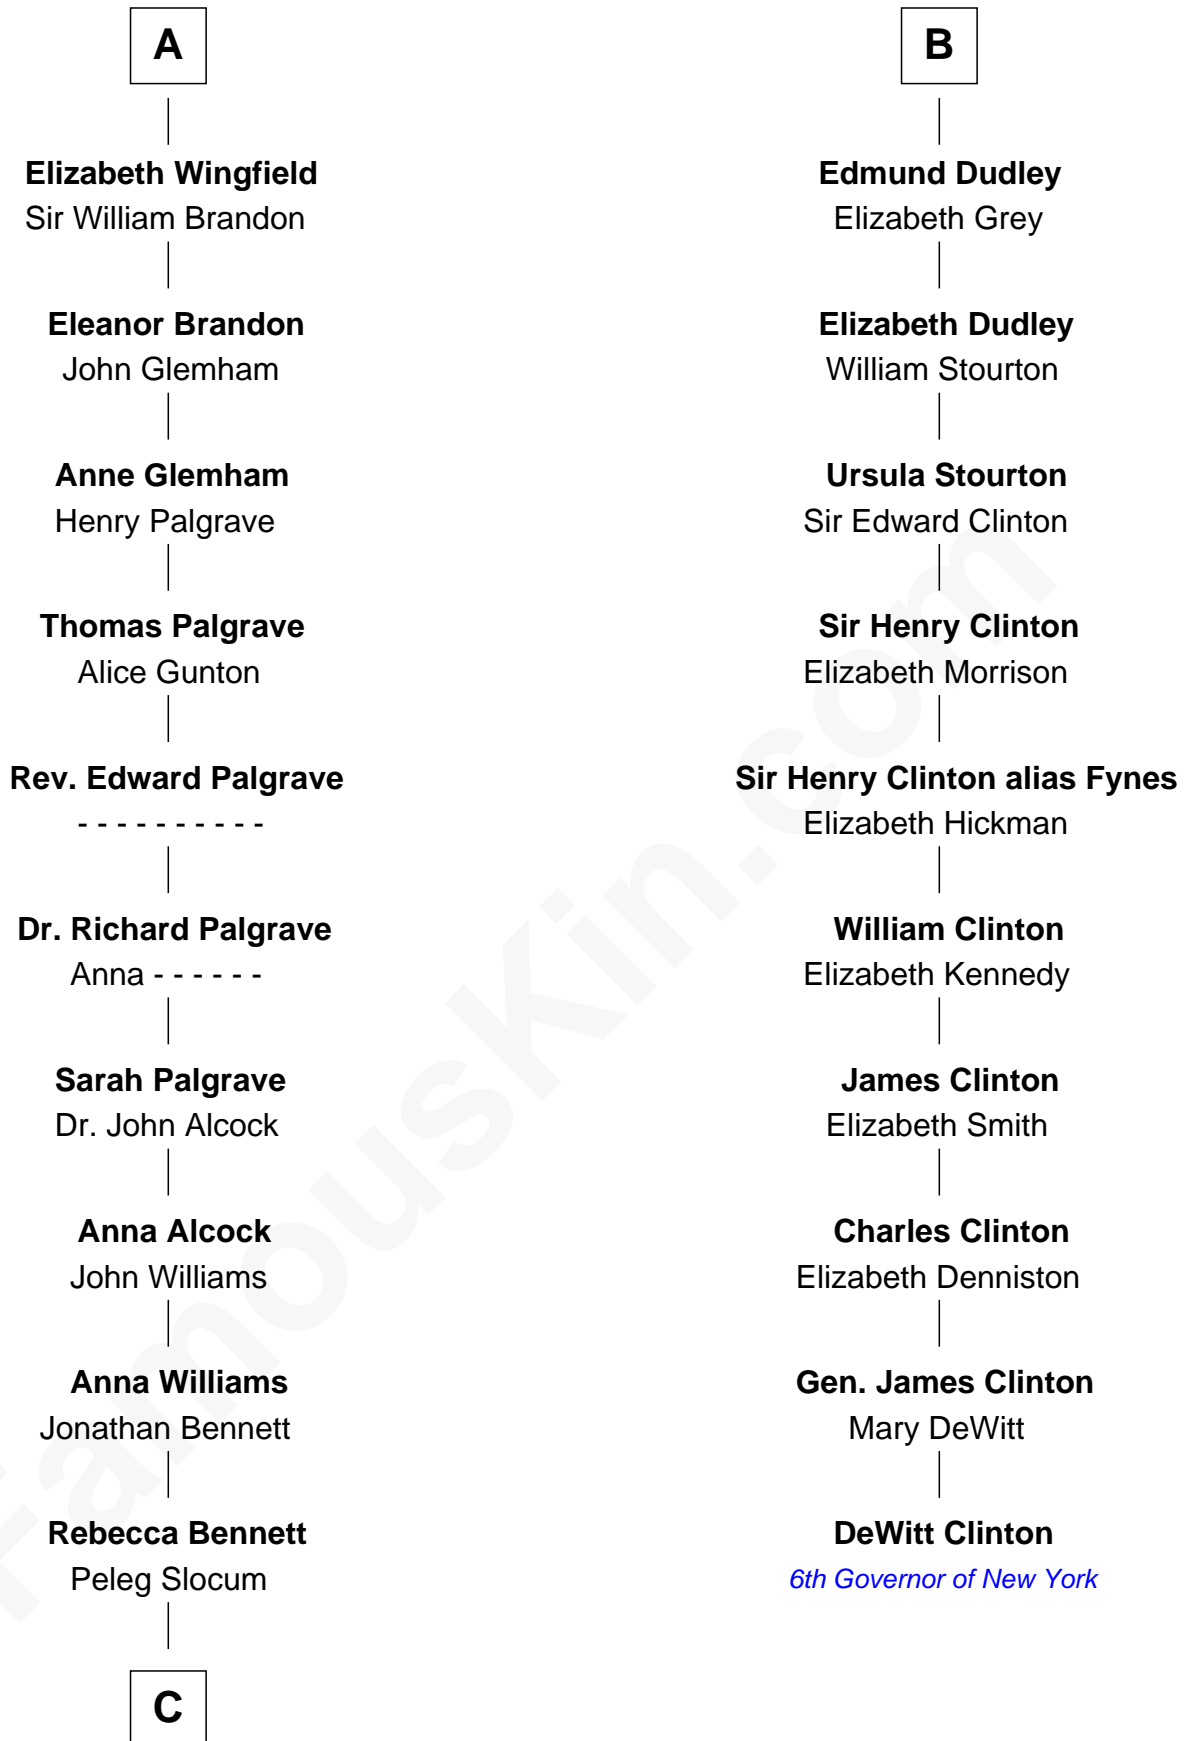 A
Elizabeth Wingfield
Sir William Brandon
Eleanor Brandon
John Glemham
Anne Glemham
Henry Palgrave
Thomas Palgrave
Alice Gunton
Rev. Edward Palgrave
- - - - - - - - - -
Dr. Richard Palgrave
Anna - - - - - -
Sarah Palgrave
Dr. John Alcock
Anna Alcock
John Williams
Anna Williams
Jonathan Bennett
Rebecca Bennett
Peleg Slocum
C
B
Edmund Dudley
Elizabeth Grey
Elizabeth Dudley
William Stourton
Ursula Stourton
Sir Edward Clinton
Sir Henry Clinton
Elizabeth Morrison
Sir Henry Clinton alias Fynes
Elizabeth Hickman
William Clinton
Elizabeth Kennedy
James Clinton
Elizabeth Smith
Charles Clinton
Elizabeth Denniston
Gen. James Clinton
Mary DeWitt
DeWitt Clinton
6th Governor of New York
FamousKin.com